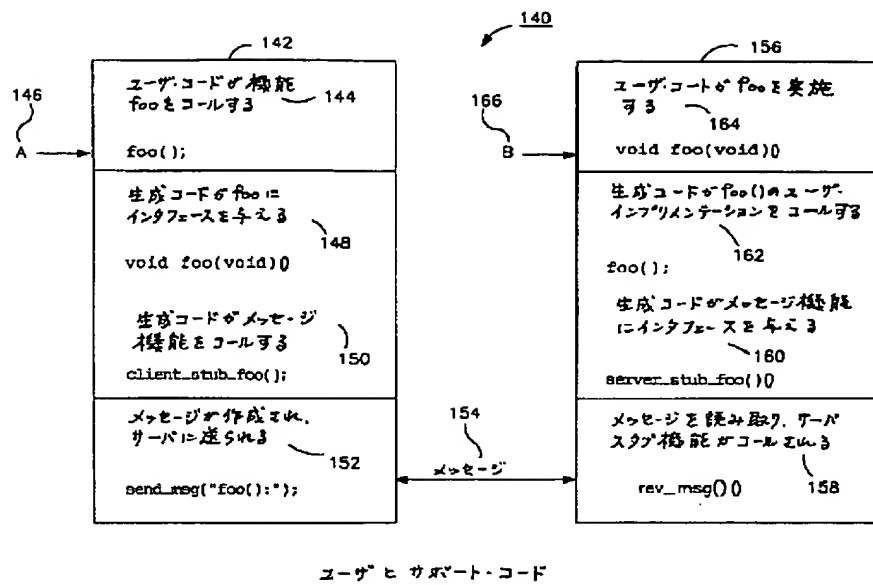 140
142
ユーザ・コードが機能
fooをコールする
144
146
A
foo();
生成コードがfooに
インタフェースを与える
148
void foo(void){}
生成コードがメッセージ
機能をコールする
150
client_stub_foo();
メッセージが作成され、
サーバに送られる
152
send_msg("foo():");
154
メッセージ
156
ユーザ・コードがfooを実施
する
164
166
B
void foo(void){}
生成コードがfoo()のユーザ・
インプリメンテーションをコールする
162
foo();
生成コードがメッセージ機能
にインタフェースを与える
160
server_stub_foo(){}
メッセージを読み取り、サーバ
スタブ機能がコールされる
158
rev_msg(){}
ユーザとサポート・コード